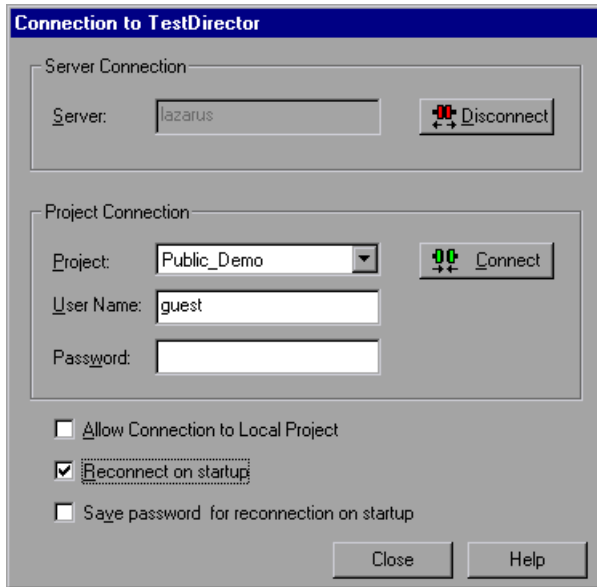 Connection to TestDirector
Server Connection
Server: lazarus Disconnect
Project Connection
Project: Public_Demo Connect
User Name: guest
Password:
Allow Connection to Local Project
Reconnect on startup
Save password for reconnection on startup
Close Help